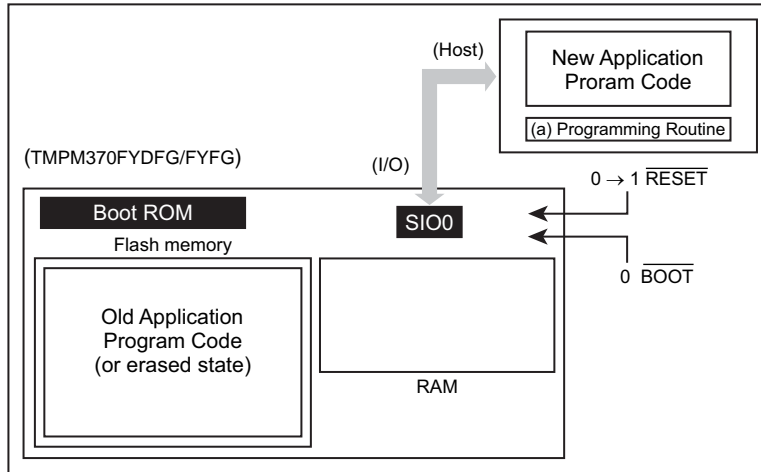 (Host)
New Application
Proram Code
(a) Programming Routine
(TMPM370FYDFG/FYFG)
(I/O)
0 → 1 RESET
Boot ROM
SIO0
Flash memory
0 BOOT
Old Application
Program Code
(or erased state)
RAM